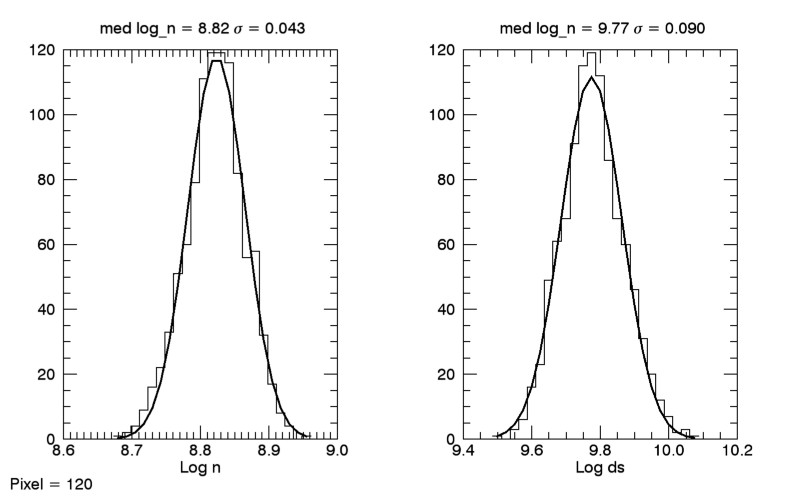 med log_n = 8.82 σ = 0.043
120
100
80
60
40
20
0
8.6 8.7 8.8 8.9 9.0
Log n
med log_n = 9.77 σ = 0.090
120
100
80
60
40
20
0
9.4 9.6 9.8 10.0 10.2
Log ds
Pixel = 120